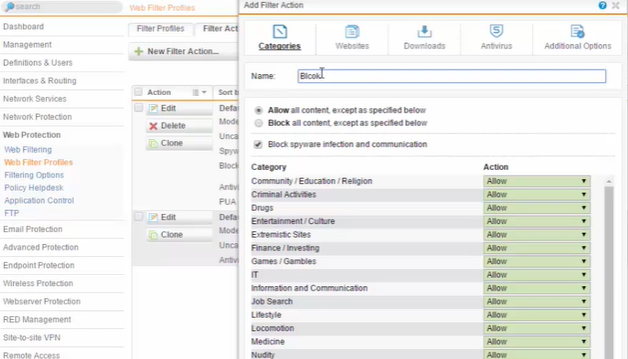 search
Dashboard
Management
Definitions & Users
Interfaces & Routing
Network Services
Network Protection
Web Protection
Web Filtering
Web Filter Profiles
Filtering Options
Policy Helpdesk
Application Control
FTP
Email Protection
Advanced Protection
Endpoint Protection
Wireless Protection
Webserver Protection
RED Management
Site-to-site VPN
Remote Access
Web Filter Profiles
Filter Profiles
Filter Act
+ New Filter Action...
Action
Sort b
Edit
Defau
Delete
Mode
Clone
Unca
Spyw
Block
Antivi
PUA
Edit
Defau
Clone
Mode
Unca
Antivi
Add Filter Action
Categories
Websites
Downloads
Antivirus
Additional Options
Name:
Blcok
Allow all content, except as specified below
Block all content, except as specified below
Block spyware infection and communication
Category Action
Community / Education / Religion Allow
Criminal Activities Allow
Drugs Allow
Entertainment / Culture Allow
Extremistic Sites Allow
Finance / Investing Allow
Games / Gambles Allow
IT Allow
Information and Communication Allow
Job Search Allow
Lifestyle Allow
Locomotion Allow
Medicine Allow
Nudity Allow